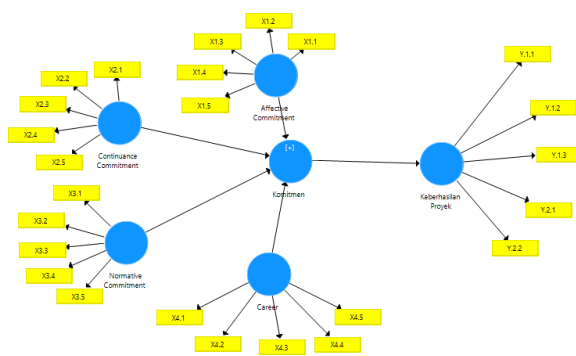 X1.2
X1.3
X1.1
X1.4
X1.5
Affective
Commitment
X2.1
X2.2
X2.3
X2.4
X2.5
Continuance
Commitment
[+]
Komitmen
Y.1.1
Y.1.2
Y.1.3
Y.2.1
Y.2.2
Keberhasilan
Proyek
X3.1
X3.2
X3.3
X3.4
X3.5
Normative
Commitment
Career
X4.1
X4.2
X4.3
X4.4
X4.5